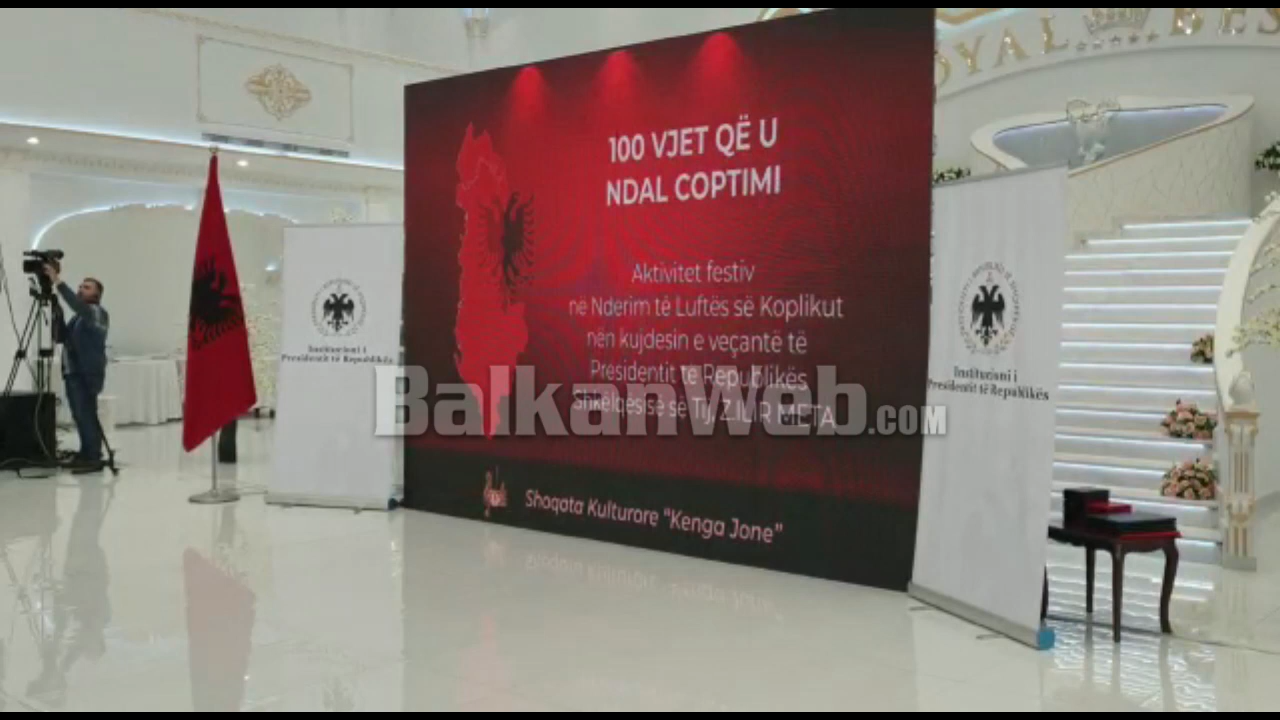 ROYAL BES
100 VJET QË U
NDAL COPTIMI
Aktivitet festiv
në Nderim të Luftës së Koplikut
nën kujdesin e veçantë të
Presidentit të Republikës
Shkëlqësisë së Tij, Z.ILIR META
Shoqata Kulturore "Kenga Jone"
Institucioni i
Presidentit të Republikës
Institucioni i
Presidentit të Republikës
BalkanWeb.COM